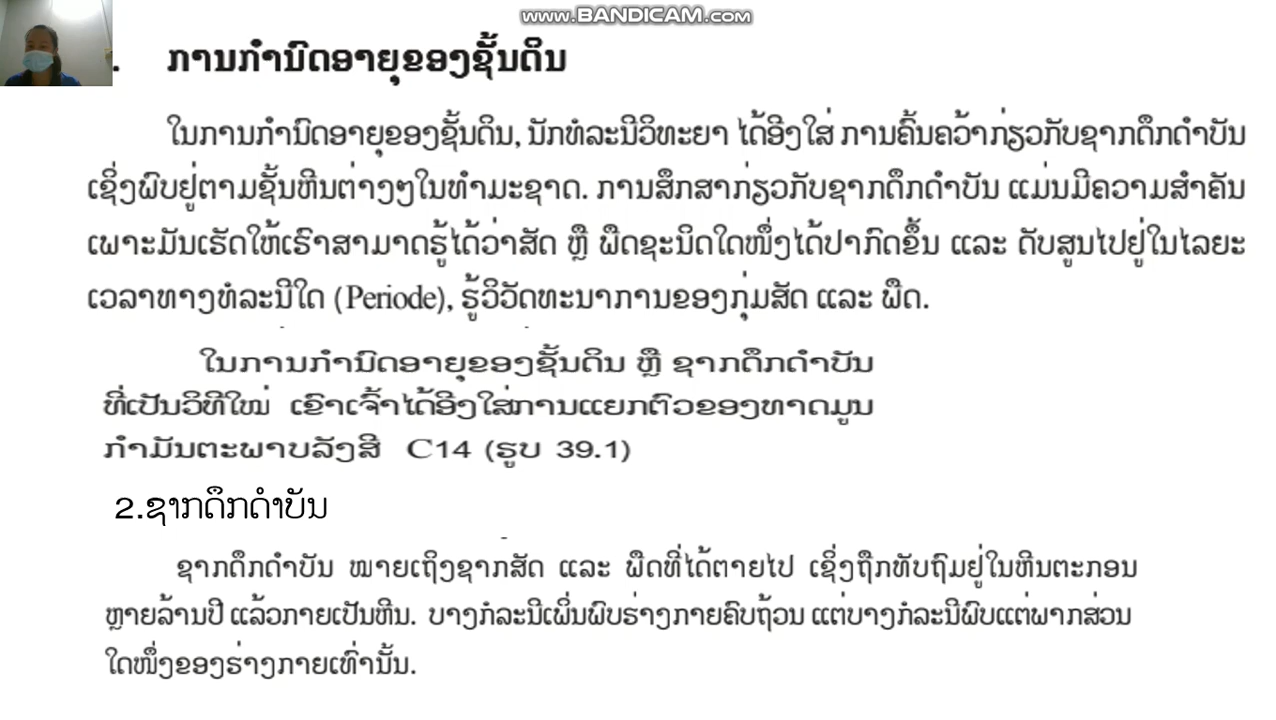 www.BANDICAM.com
. ການກຳນົດອາຍຸຂອງຊັ້ນດິນ
ໃນການກຳນົດອາຍຸຂອງຊັ້ນດິນ, ນັກທໍລະນີວິທະຍາ ໄດ້ອີງໃສ່ ການຄົ້ນຄວ້າກ່ຽວກັບຊາກດຶກດຳບັນ
ເຊິ່ງພົບຢູ່ຕາມຊັ້ນຫີນຕ່າງໆໃນທຳມະຊາດ. ການສຶກສາກ່ຽວກັບຊາກດຶກດຳບັນ ແມ່ນມີຄວາມສຳຄັນ
ເພາະມັນເຮັດໃຫ້ເຮົາສາມາດຮູ້ໄດ້ວ່າສັດ ຫຼື ພືດຊະນິດໃດໜຶ່ງໄດ້ປາກົດຂຶ້ນ ແລະ ດັບສູນໄປຢູ່ໃນໄລຍະ
ເວລາທາງທໍລະນີໃດ (Periode), ຮູ້ວິວັດທະນາການຂອງກຸ່ມສັດ ແລະ ພືດ.
ໃນການກຳນົດອາຍຸຂອງຊັ້ນດິນ ຫຼື ຊາກດຶກດຳບັນ
ທີ່ເປັນວິທີໃໝ່ ເຂົາເຈົ້າໄດ້ອີງໃສ່ການແຍກຕົວຂອງທາດມູນ
ກຳມັນຕະພາບລັງສີ C14 (ຮູບ 39.1)
2.ຊາກດຶກດຳບັນ
ຊາກດຶກດຳບັນ ໝາຍເຖິງຊາກສັດ ແລະ ພືດທີ່ໄດ້ຕາຍໄປ ເຊິ່ງຖືກທັບຖົມຢູ່ໃນຫີນຕະກອນ
ຫຼາຍລ້ານປີ ແລ້ວກາຍເປັນຫີນ. ບາງກໍລະນີເພິ່ນພົບຮ່າງກາຍຄົບຖ້ວນ ແຕ່ບາງກໍລະນີພົບແຕ່ພາກສ່ວນ
ໃດໜຶ່ງຂອງຮ່າງກາຍເທົ່ານັ້ນ.